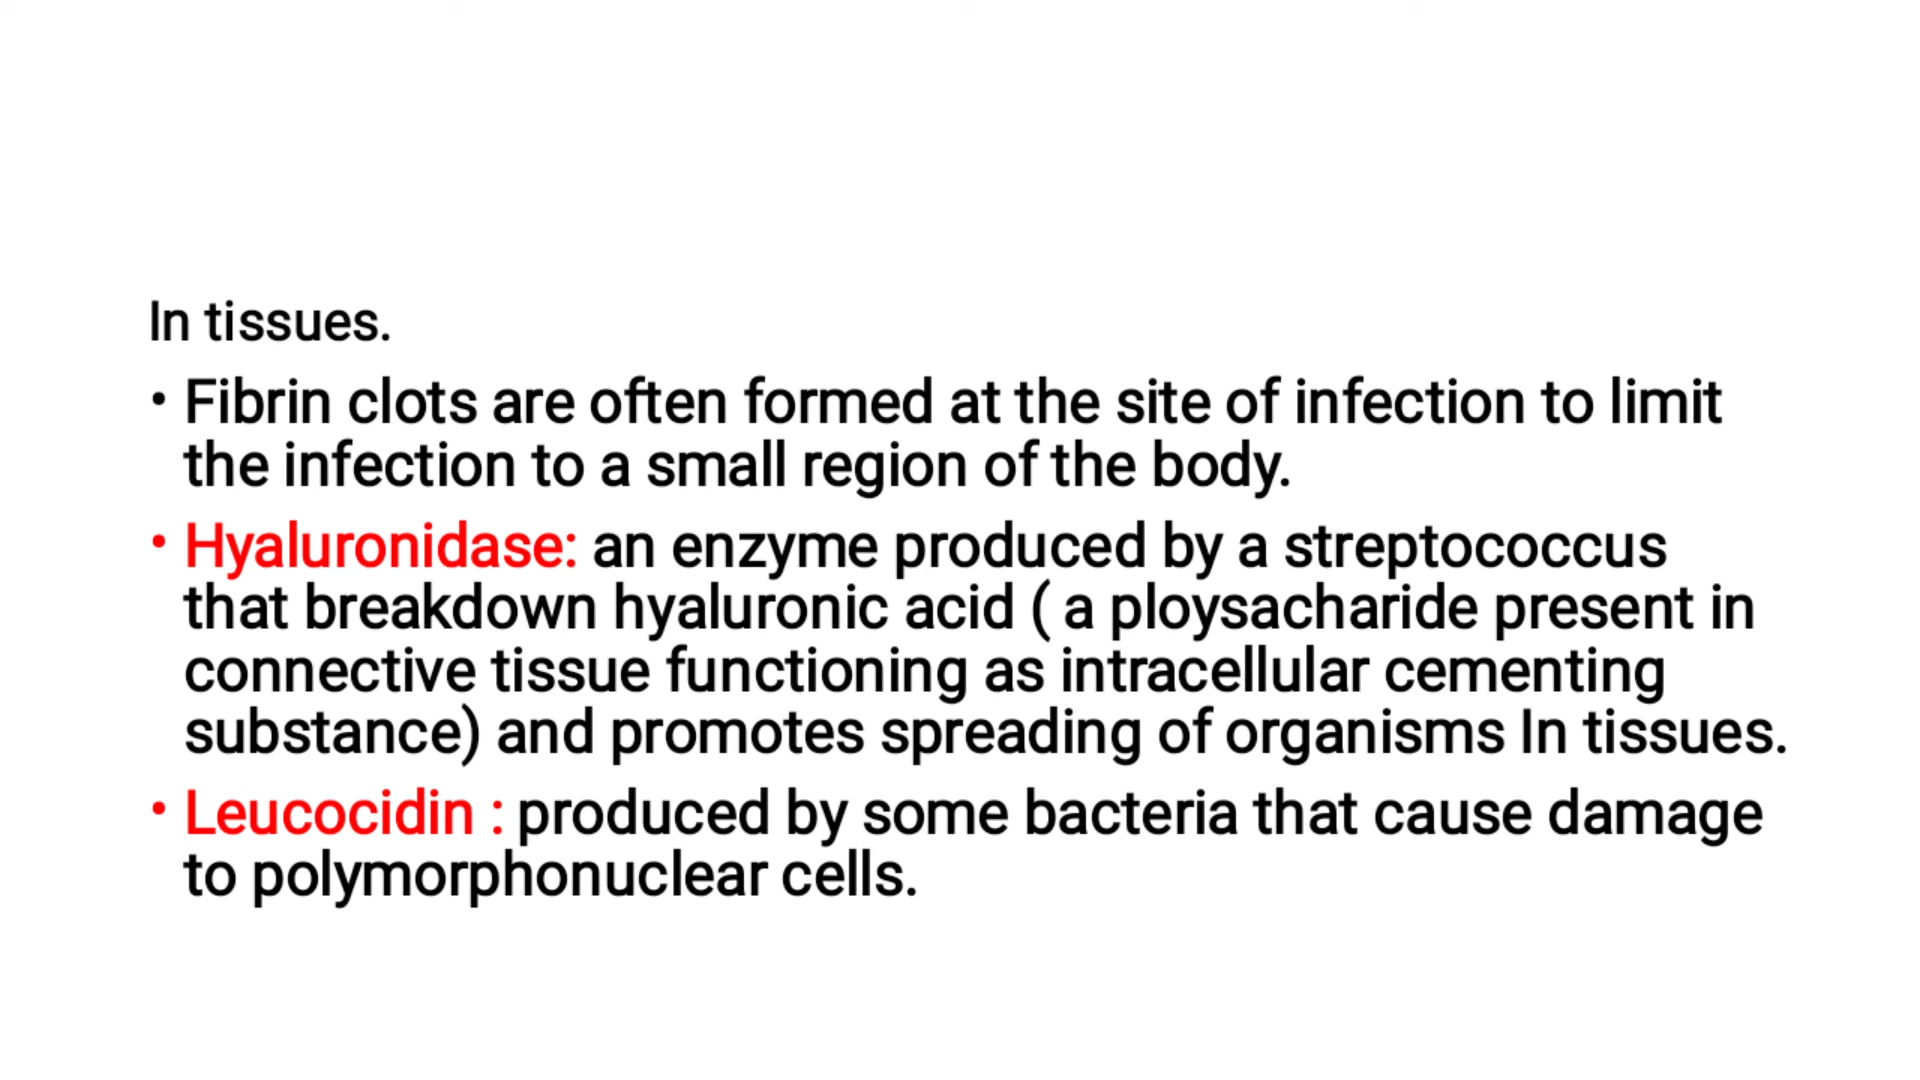 In tissues.
• Fibrin clots are often formed at the site of infection to limit
the infection to a small region of the body.
• Hyaluronidase: an enzyme produced by a streptococcus
that breakdown hyaluronic acid ( a ploysacharide present in
connective tissue functioning as intracellular cementing
substance) and promotes spreading of organisms In tissues.
• Leucocidin : produced by some bacteria that cause damage
to polymorphonuclear cells.